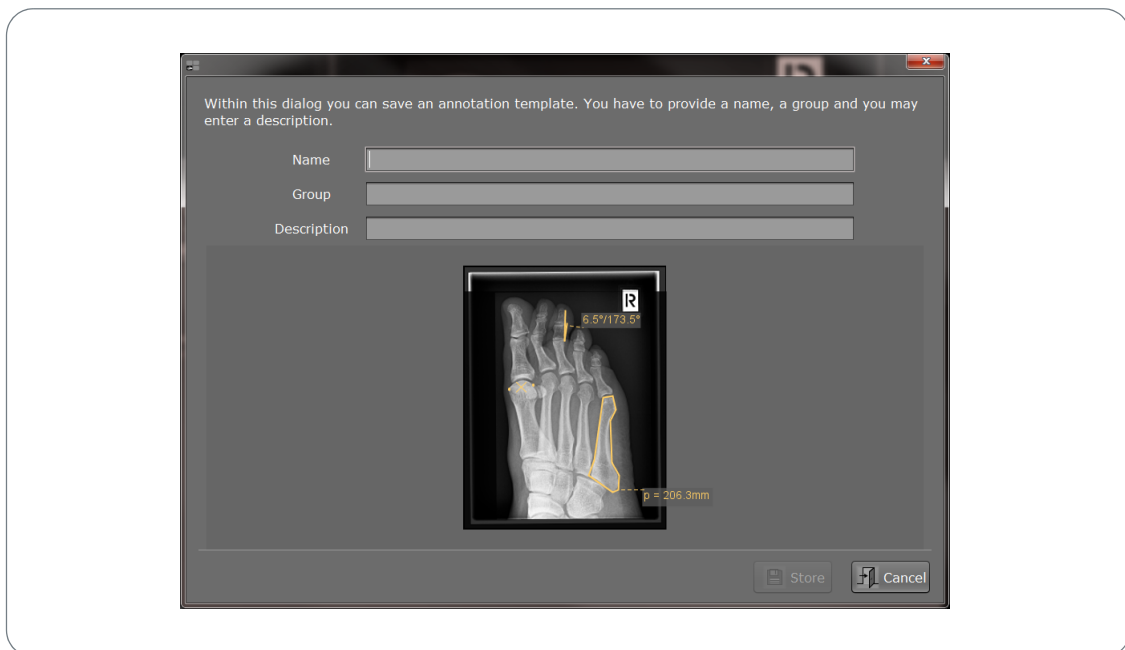 Within this dialog you can save an annotation template. You have to provide a name, a group and you may
enter a description.
Name
Group
Description
R
6.5°/173.5°
p = 206.3mm
Store
Cancel